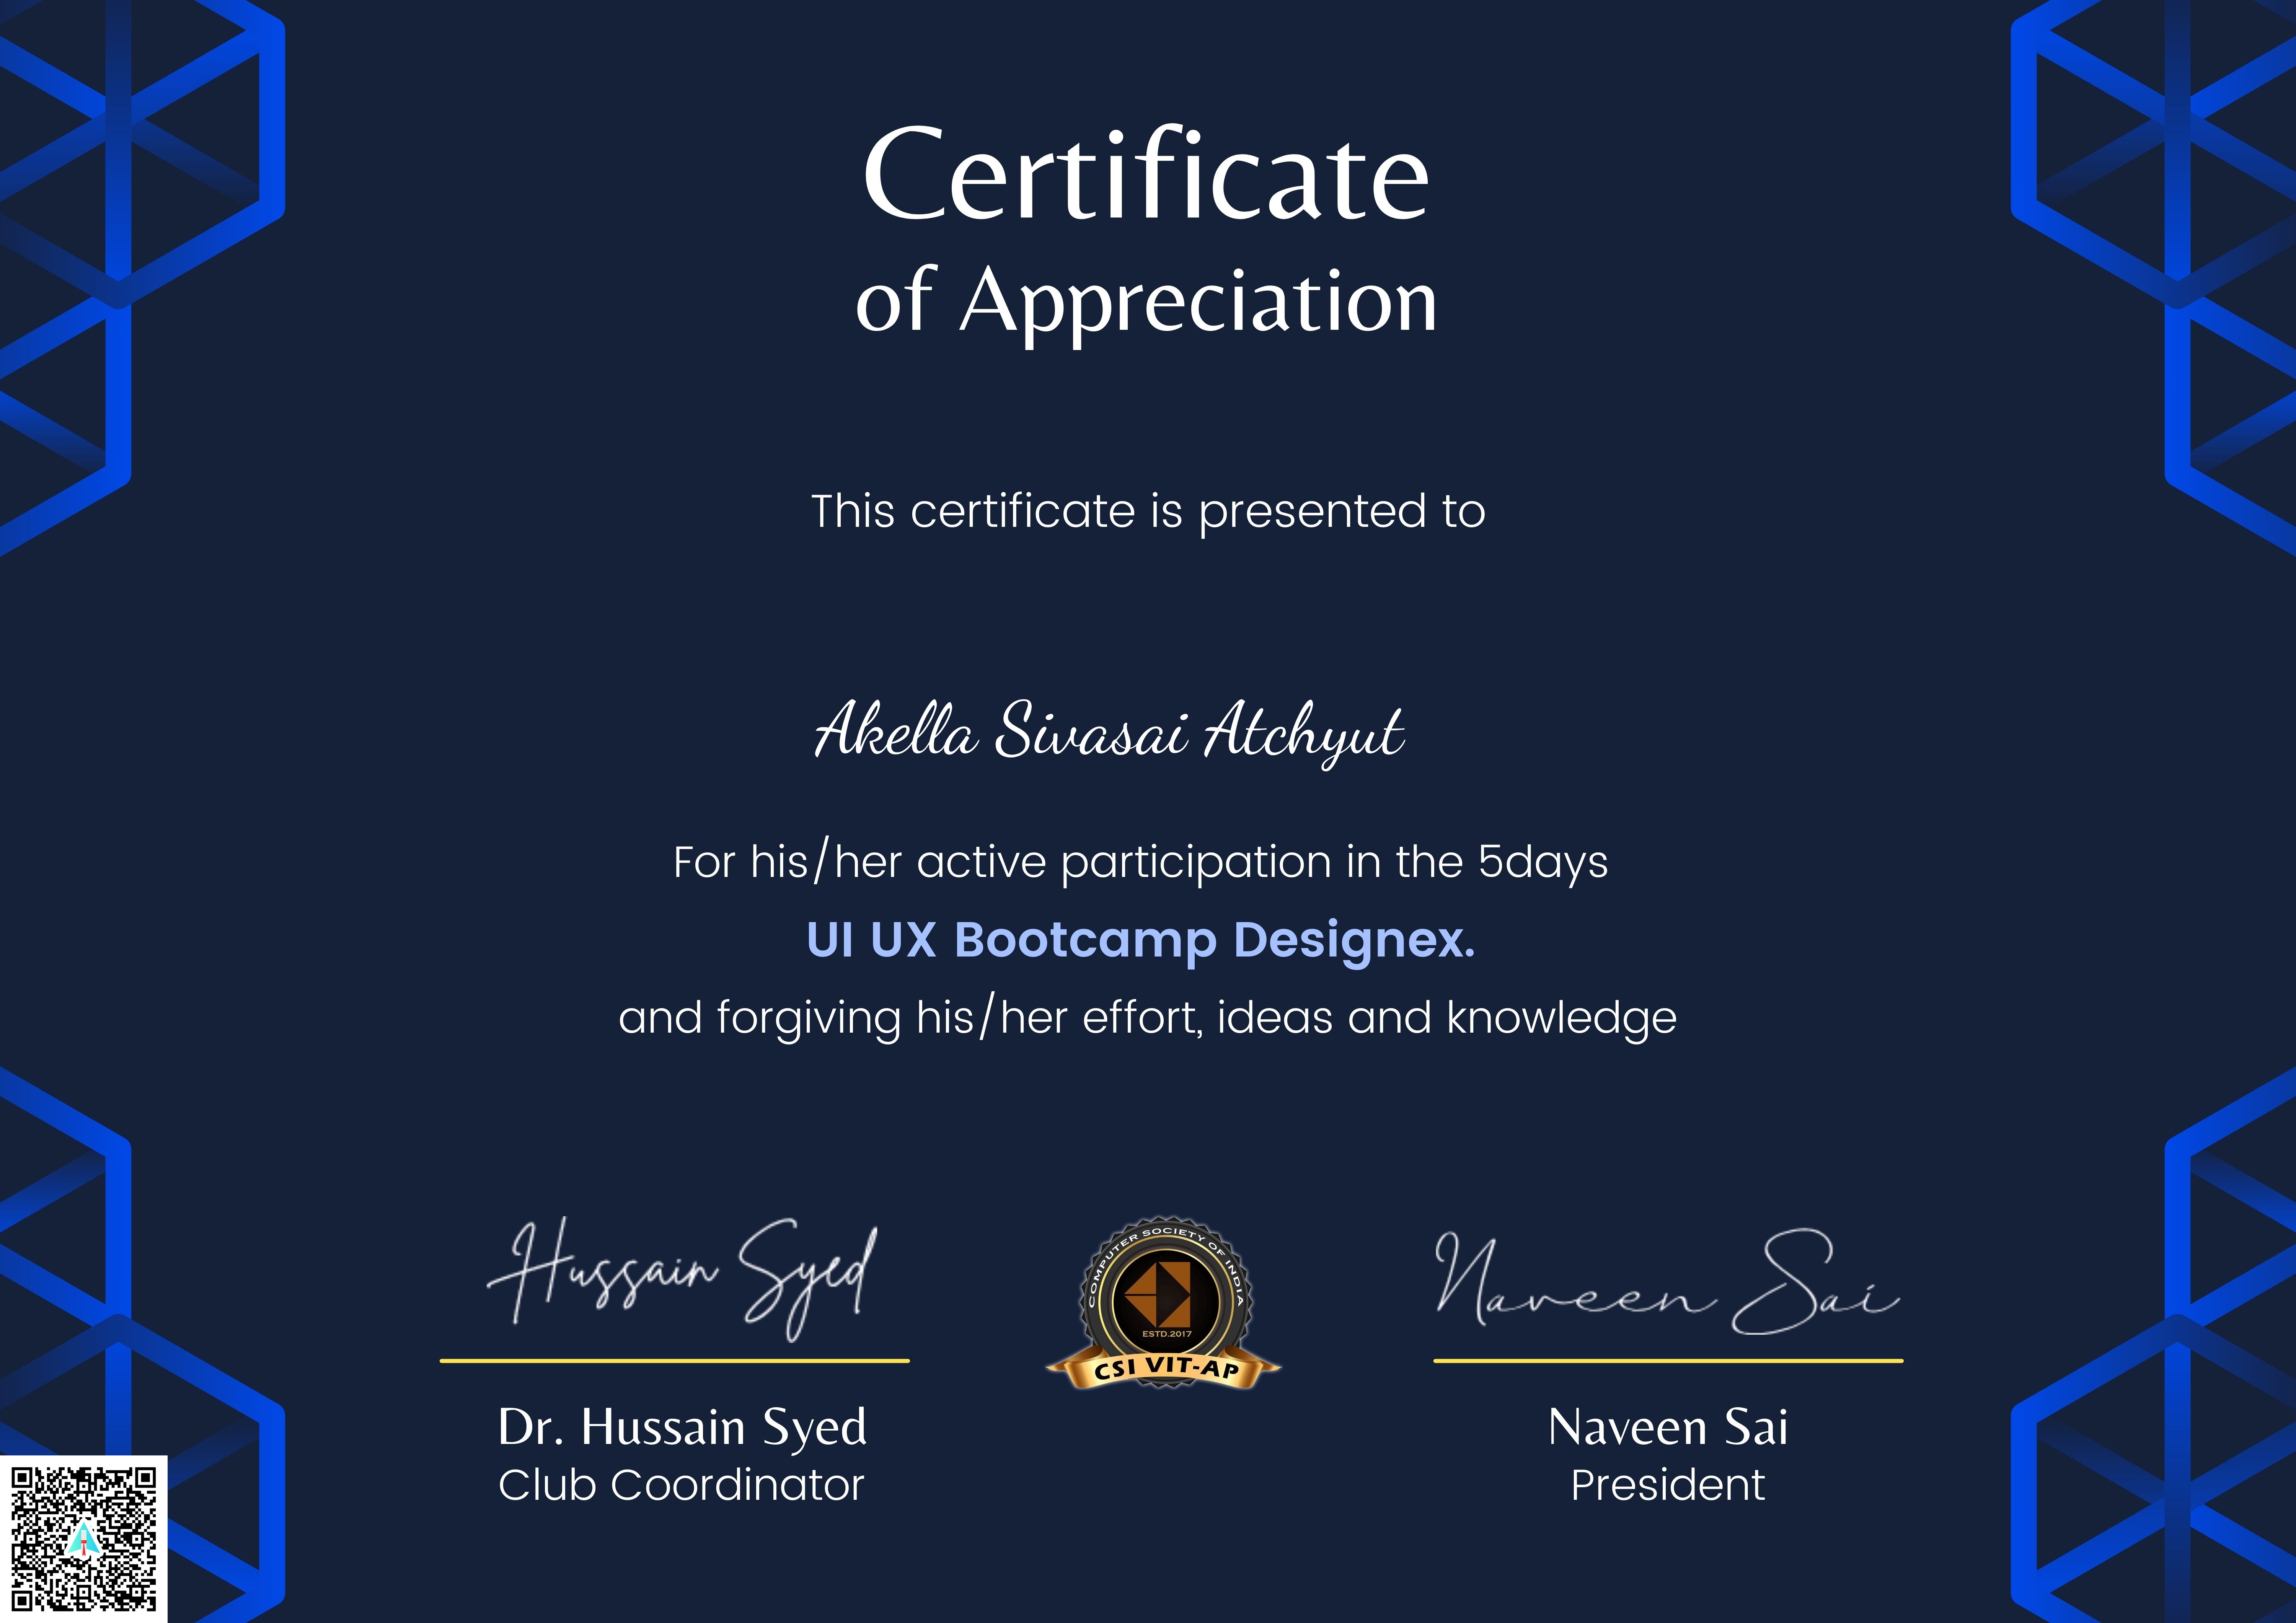 Certificate
of Appreciation
This certificate is presented to
Akella Sivasai Atchyut
For his/her active participation in the 5days
UI UX Bootcamp Designex.
and forgiving his/her effort, ideas and knowledge
Hussain Syed
Naveen Sai
COMPUTER SOCIETY OF INDIA
ESTD.2017
CSI VIT-AP
Dr. Hussain Syed
Naveen Sai
Club Coordinator
President